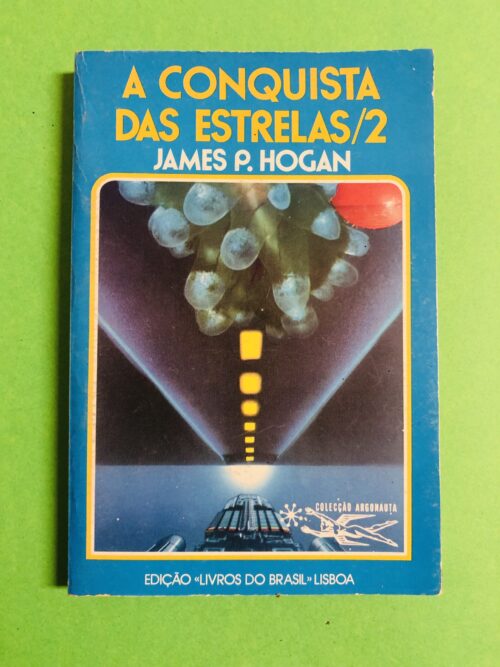 A CONQUISTA
DAS ESTRELAS/2
JAMES P. HOGAN
COLECÇÃO ARGONAUTA
EDIÇÃO «LIVROS DO BRASIL» LISBOA